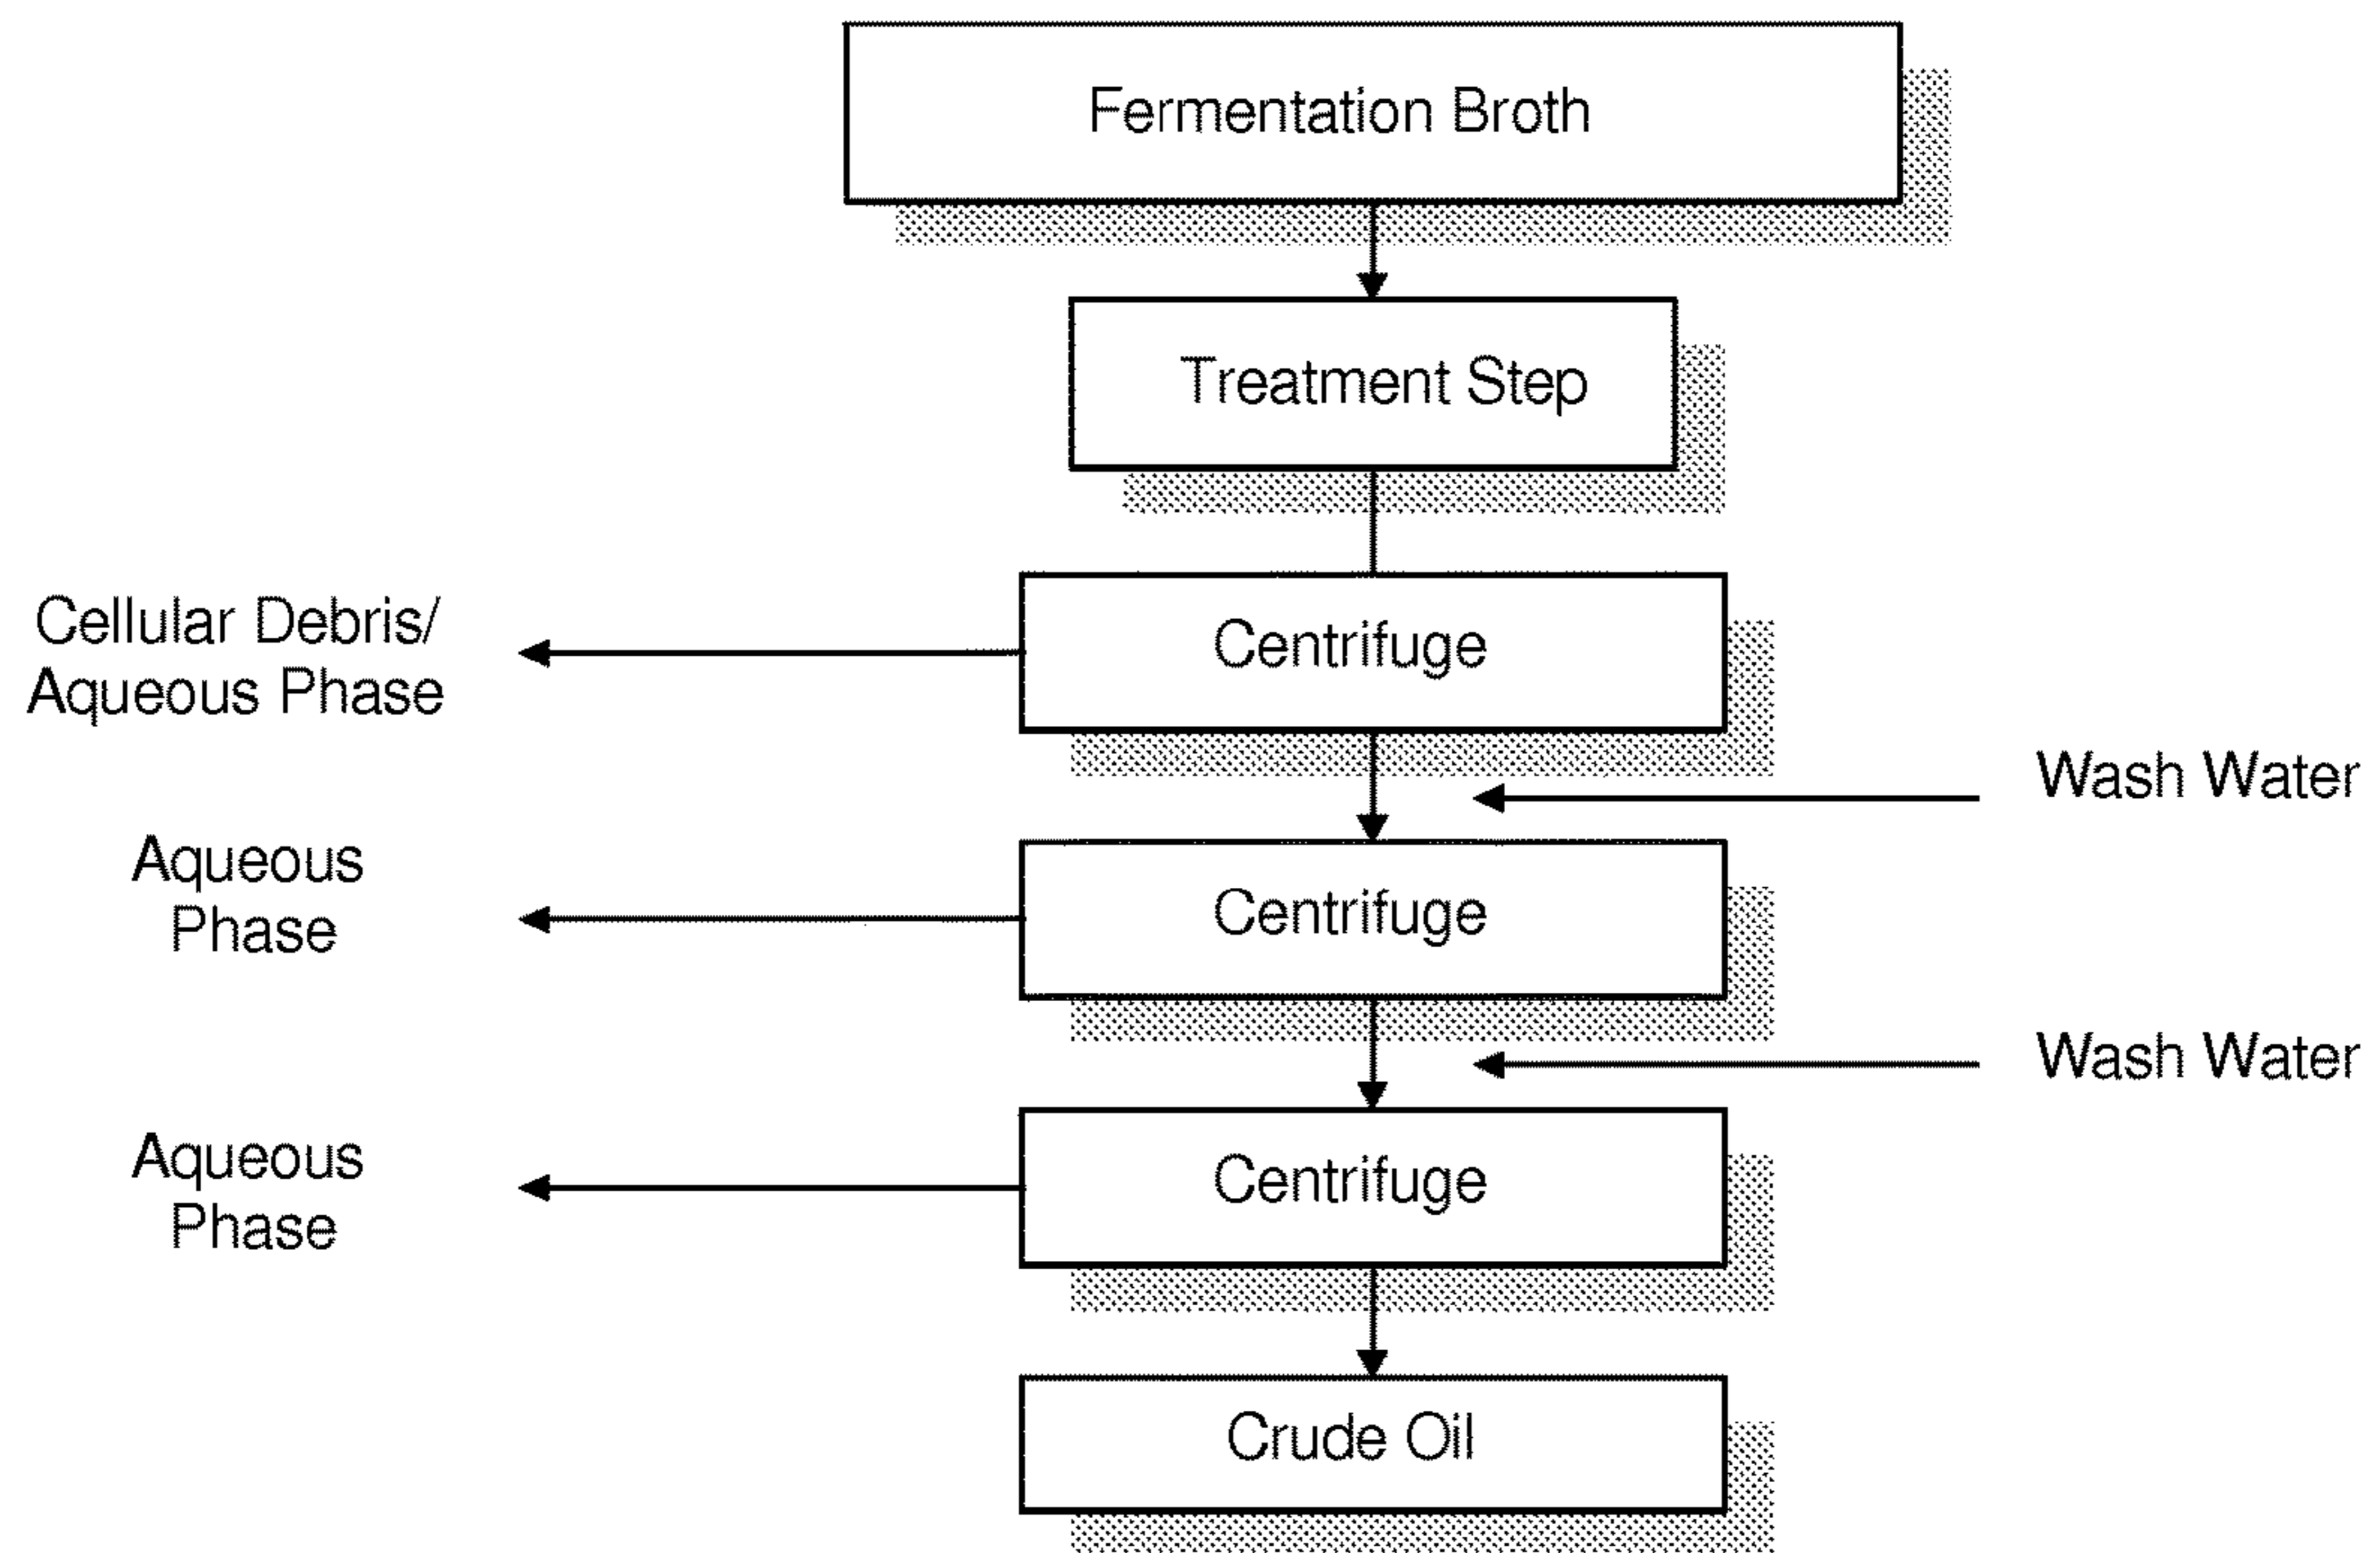 Fermentation Broth
Treatment Step
Cellular Debris/
Aqueous Phase
Centrifuge
Wash Water
Aqueous
Phase
Centrifuge
Wash Water
Aqueous
Phase
Centrifuge
Crude Oil